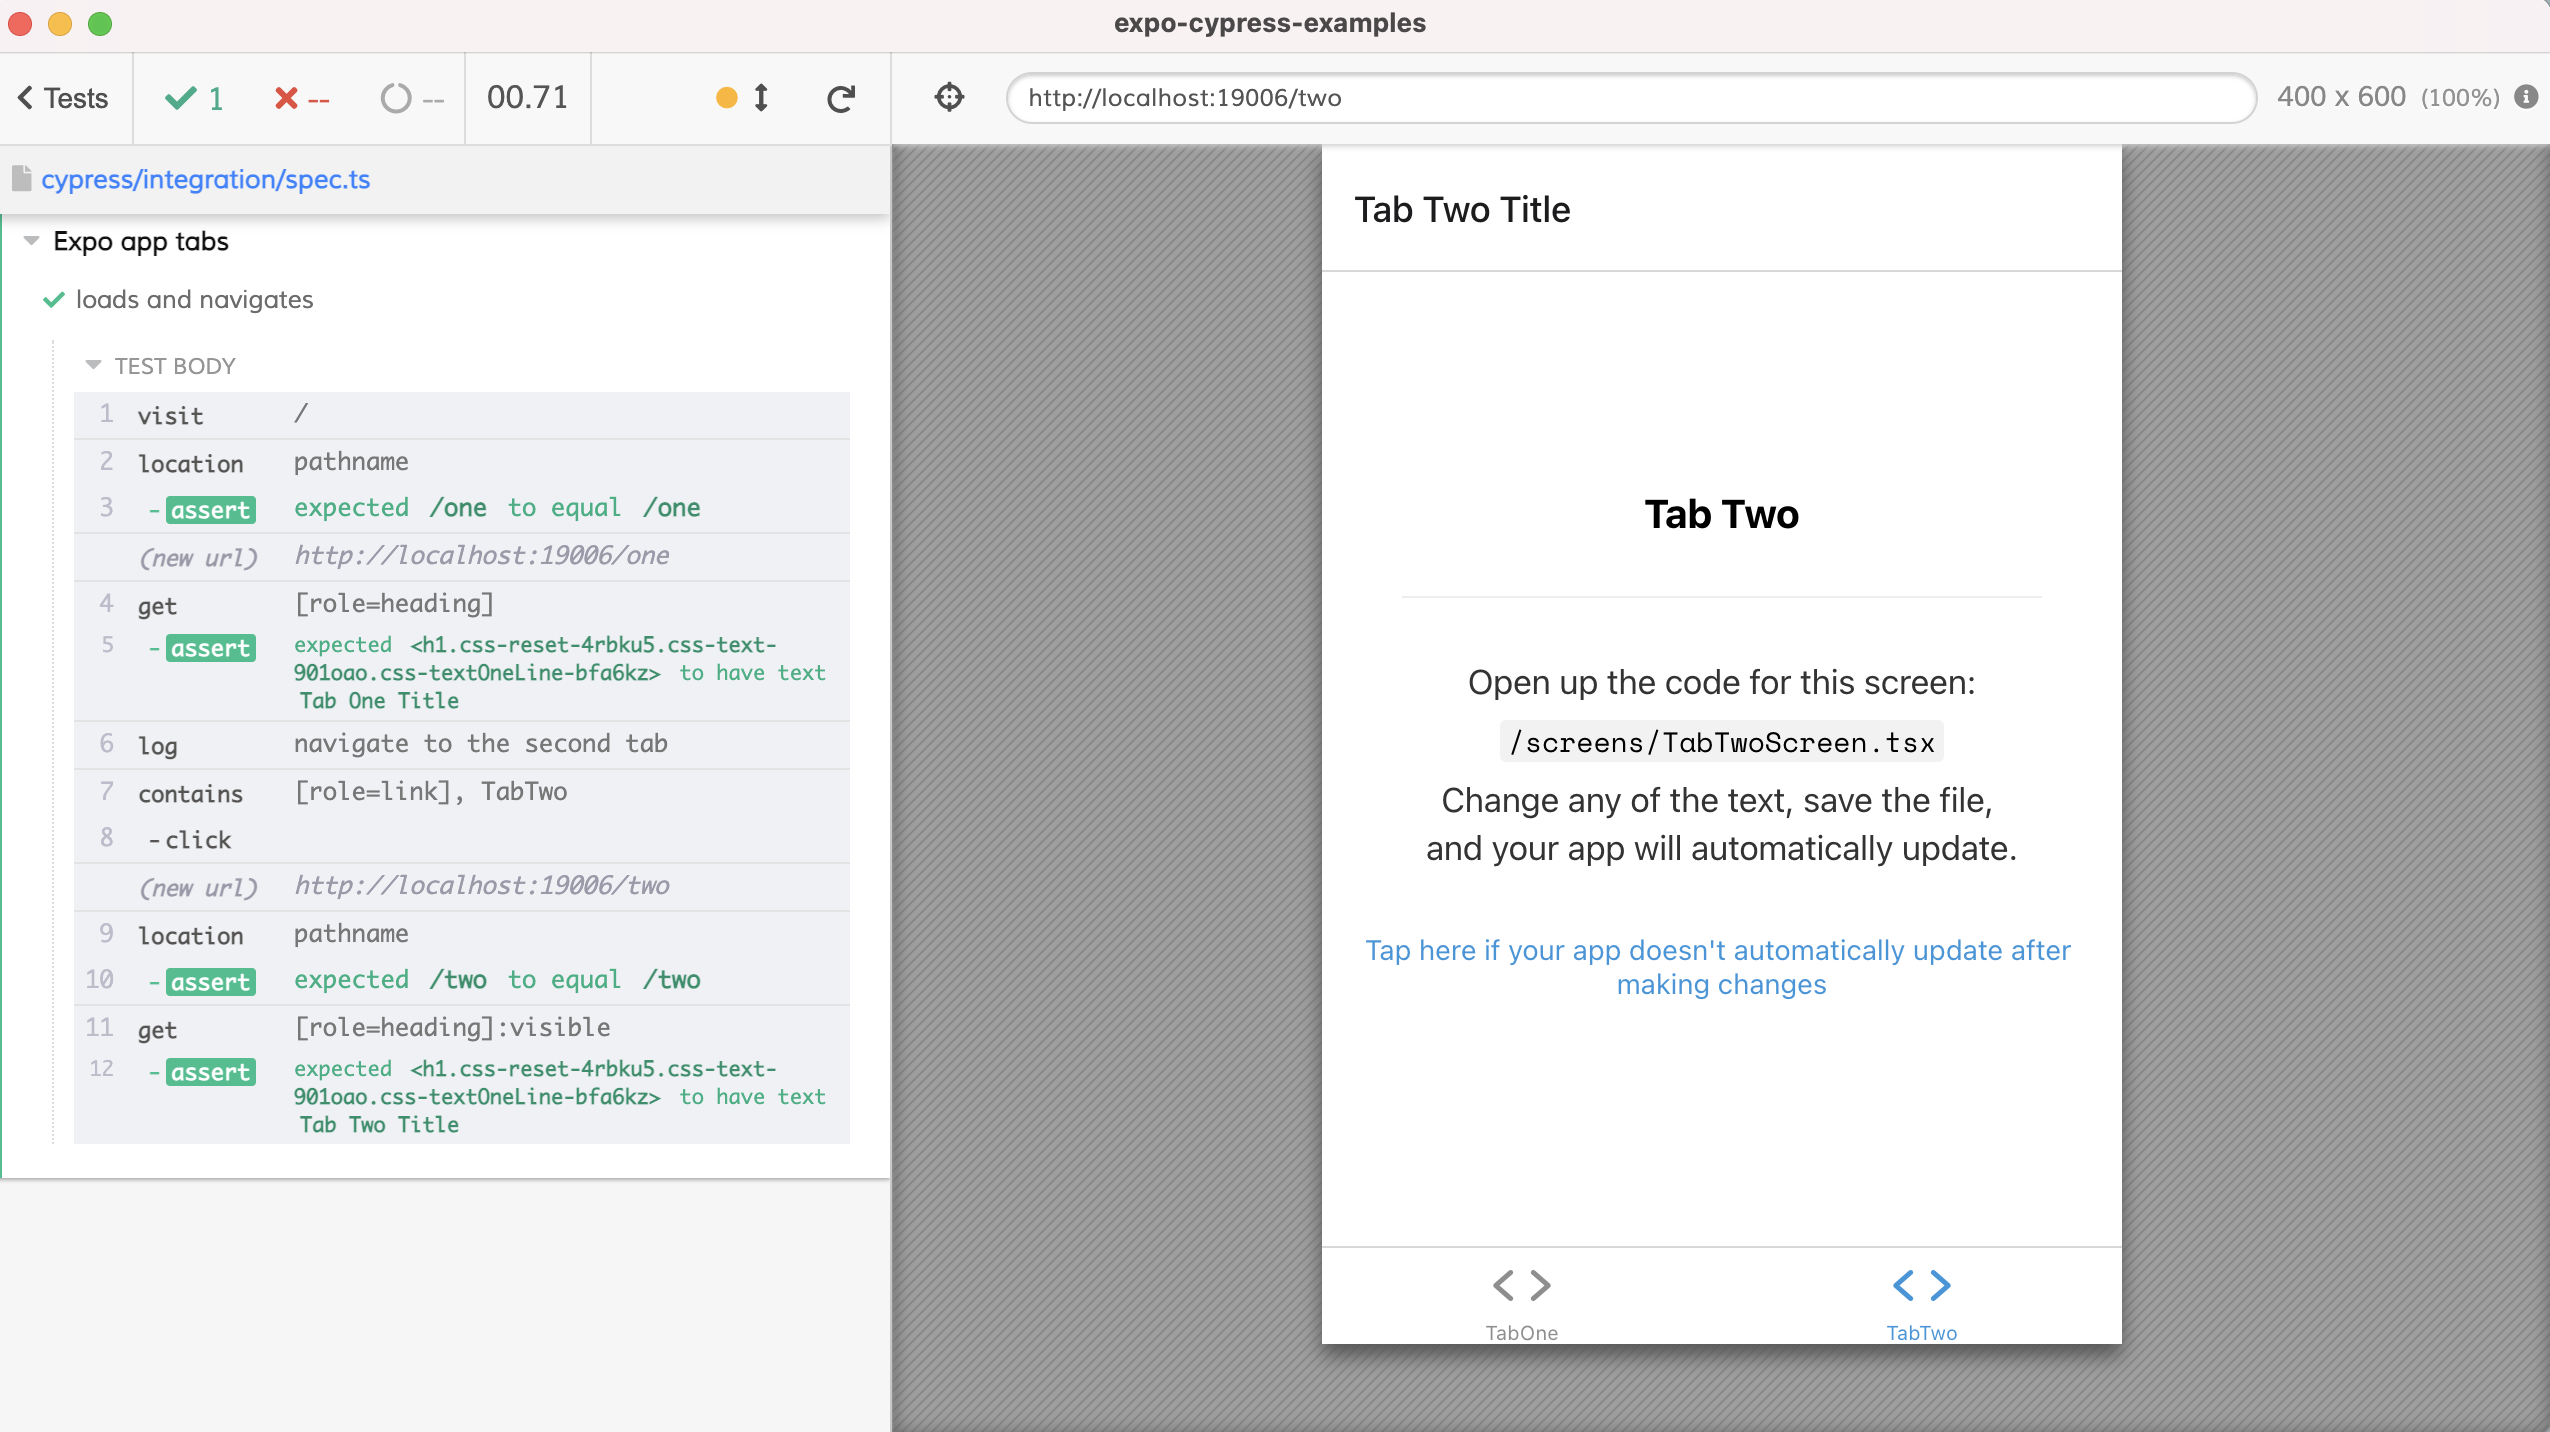 expo-cypress-examples
Tests 1 -- -- 00.71
http://localhost:19006/two 400 x 600 (100%)
cypress/integration/spec.ts
Expo app tabs
loads and navigates
TEST BODY
1 visit /
2 location pathname
3 -assert expected /one to equal /one
(new url) http://localhost:19006/one
4 get [role=heading]
5 -assert expected <h1.css-reset-4rbku5.css-text-
901oao.css-textOneLine-bfa6kz> to have text
Tab One Title
6 log navigate to the second tab
7 contains [role=link], TabTwo
8 -click
(new url) http://localhost:19006/two
9 location pathname
10 -assert expected /two to equal /two
11 get [role=heading]:visible
12 -assert expected <h1.css-reset-4rbku5.css-text-
901oao.css-textOneLine-bfa6kz> to have text
Tab Two Title
Tab Two Title
Tab Two
Open up the code for this screen:
/screens/TabTwoScreen.tsx
Change any of the text, save the file,
and your app will automatically update.
Tap here if your app doesn't automatically update after
making changes
TabOne
TabTwo